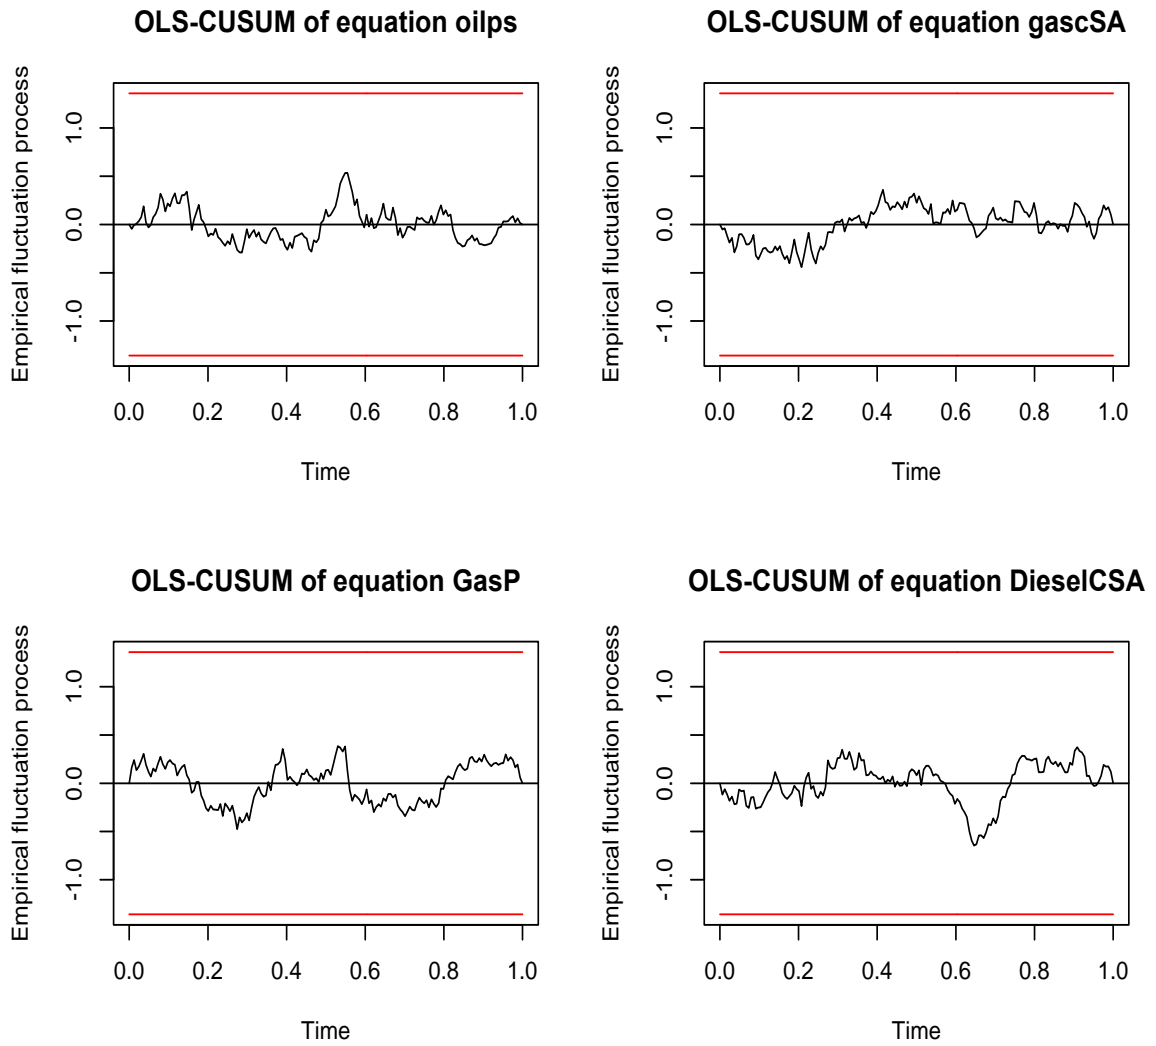 OLS-CUSUM of equation oilps
Empirical fluctuation process
1.0
0.0
-1.0
0.0 0.2 0.4 0.6 0.8 1.0
Time
OLS-CUSUM of equation gascSA
Empirical fluctuation process
1.0
0.0
-1.0
0.0 0.2 0.4 0.6 0.8 1.0
Time
OLS-CUSUM of equation GasP
Empirical fluctuation process
1.0
0.0
-1.0
0.0 0.2 0.4 0.6 0.8 1.0
Time
OLS-CUSUM of equation DieselCSA
Empirical fluctuation process
1.0
0.0
-1.0
0.0 0.2 0.4 0.6 0.8 1.0
Time